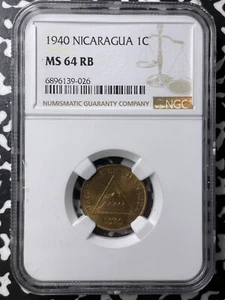 1940 NICARAGUA 1C
MS 64 RB
6896139-026
NUMISMATIC GUARANTY COMPANY
NGC